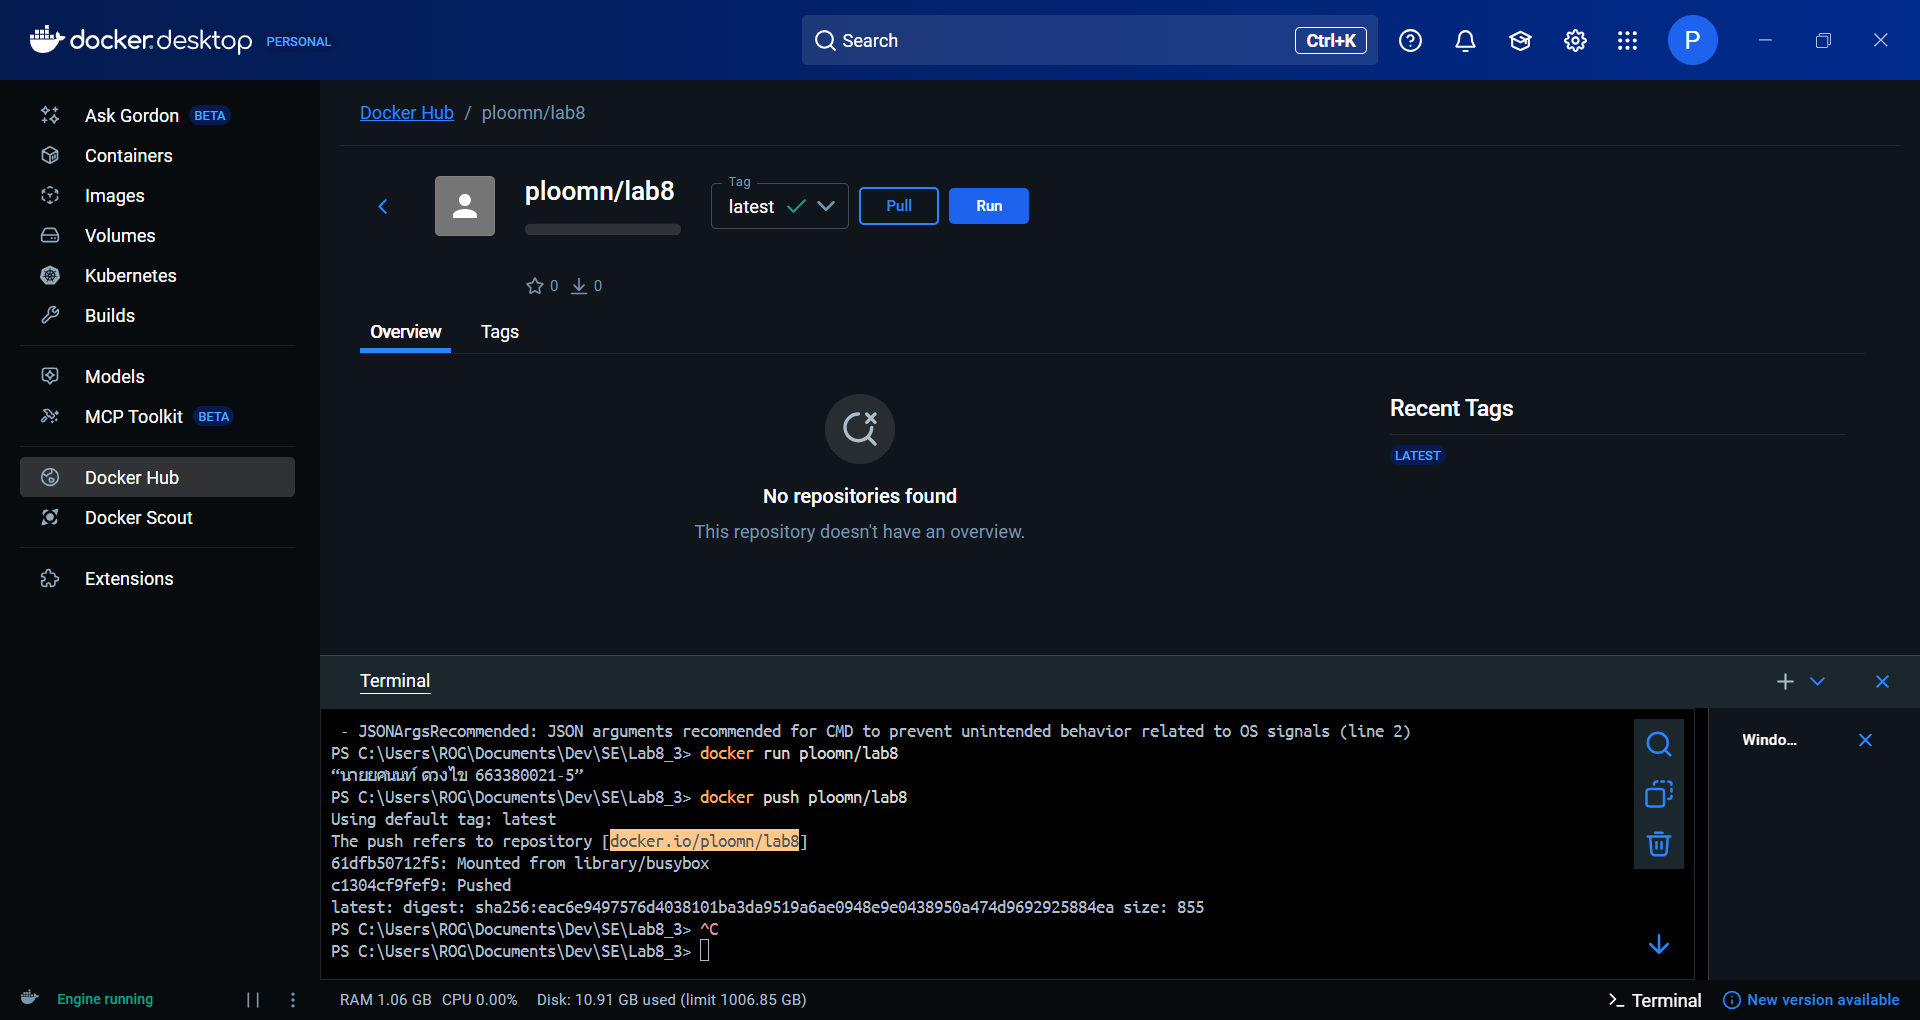 docker.desktop PERSONAL
Search Ctrl+K
P
Ask Gordon BETA
Containers
Images
Volumes
Kubernetes
Builds
Models
MCP Toolkit BETA
Docker Hub
Docker Scout
Extensions
Docker Hub / ploomn/lab8
ploomn/lab8
Tag
latest
Pull
Run
0 0
Overview Tags
No repositories found
This repository doesn't have an overview.
Recent Tags
LATEST
Terminal
- JSONArgsRecommended: JSON arguments recommended for CMD to prevent unintended behavior related to OS signals (line 2)
PS C:\Users\ROG\Documents\Dev\SE\Lab8_3> docker run ploomn/lab8
“นายยศนนท์ ดวงไข 663380021-5”
PS C:\Users\ROG\Documents\Dev\SE\Lab8_3> docker push ploomn/lab8
Using default tag: latest
The push refers to repository [docker.io/ploomn/lab8]
61dfb50712f5: Mounted from library/busybox
c1304cf9fef9: Pushed
latest: digest: sha256:eac6e9497576d4038101ba3da9519a6ae0948e9e0438950a474d9692925884ea size: 855
PS C:\Users\ROG\Documents\Dev\SE\Lab8_3> ^C
PS C:\Users\ROG\Documents\Dev\SE\Lab8_3>
Windo...
Engine running
RAM 1.06 GB CPU 0.00% Disk: 10.91 GB used (limit 1006.85 GB)
>_ Terminal
New version available